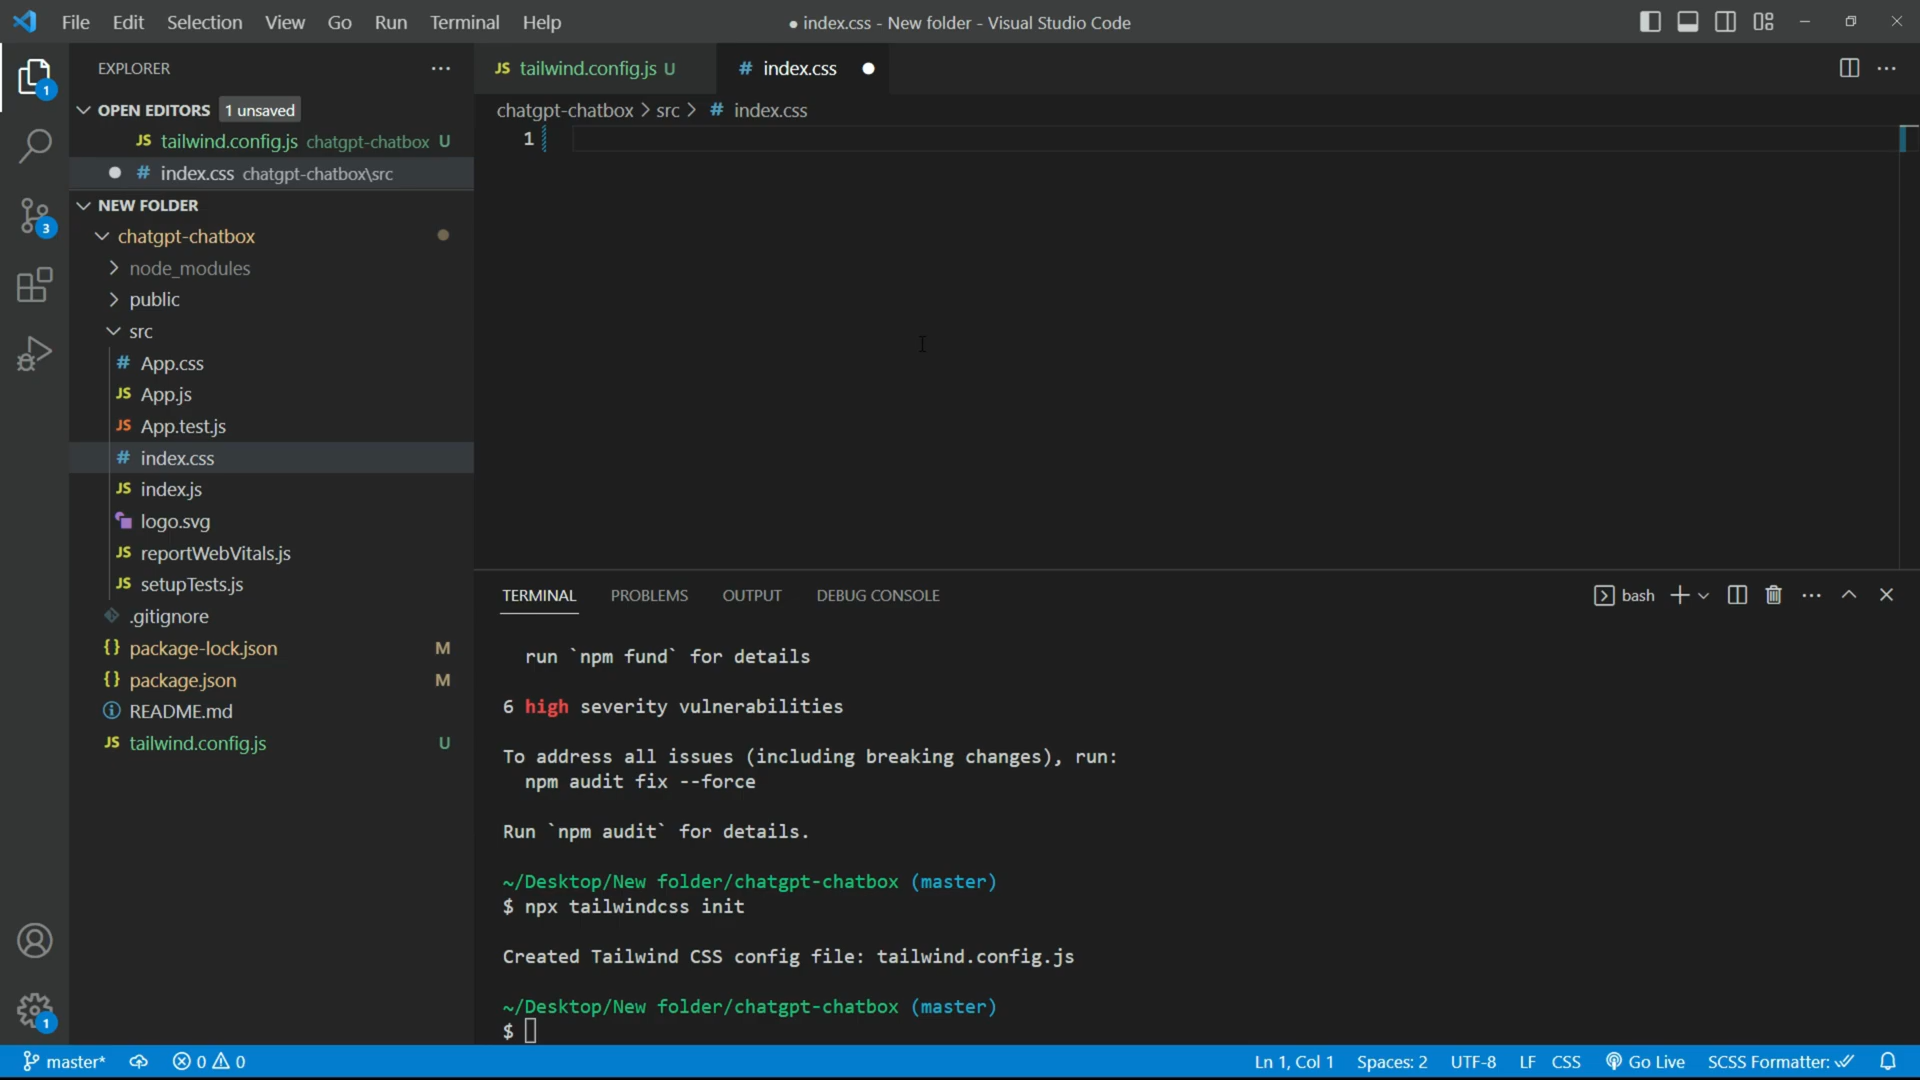 File Edit Selection View Go Run Terminal Help
● index.css - New folder - Visual Studio Code
EXPLORER
JS tailwind.config.js U
# index.css
1
OPEN EDITORS 1 unsaved
chatgpt-chatbox > src > # index.css
JS tailwind.config.js chatgpt-chatbox U
1
# index.css chatgpt-chatbox\src
NEW FOLDER
3
chatgpt-chatbox
node_modules
public
src
# App.css
JS App.js
JS App.test.js
# index.css
JS index.js
logo.svg
JS reportWebVitals.js
JS setupTests.js
.gitignore
{} package-lock.json M
{} package.json M
README.md
JS tailwind.config.js U
TERMINAL PROBLEMS OUTPUT DEBUG CONSOLE
bash
run `npm fund` for details
6 high severity vulnerabilities
To address all issues (including breaking changes), run:
npm audit fix --force
Run `npm audit` for details.
~/Desktop/New folder/chatgpt-chatbox (master)
$ npx tailwindcss init
Created Tailwind CSS config file: tailwind.config.js
~/Desktop/New folder/chatgpt-chatbox (master)
$
1
master* 0 0
Ln 1, Col 1 Spaces: 2 UTF-8 LF CSS Go Live SCSS Formatter: